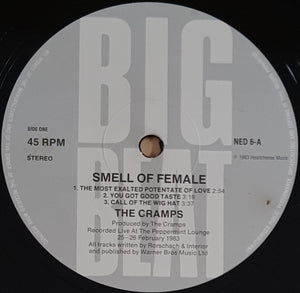 BIG
SIDE ONE
45 RPM
NED 6-A
STEREO
℗ 1983 Headcheese Music
SMELL OF FEMALE
1. THE MOST EXALTED POTENTATE OF LOVE 2:54
2. YOU GOT GOOD TASTE 3:19
3. CALL OF THE WIG HAT 3:37
THE CRAMPS
Produced by The Cramps
Recorded Live At The Peppermint Lounge
25-26 February 1983
All tracks written by Rorschach & Interior
and published by Warner Bros Music Ltd
BEAT